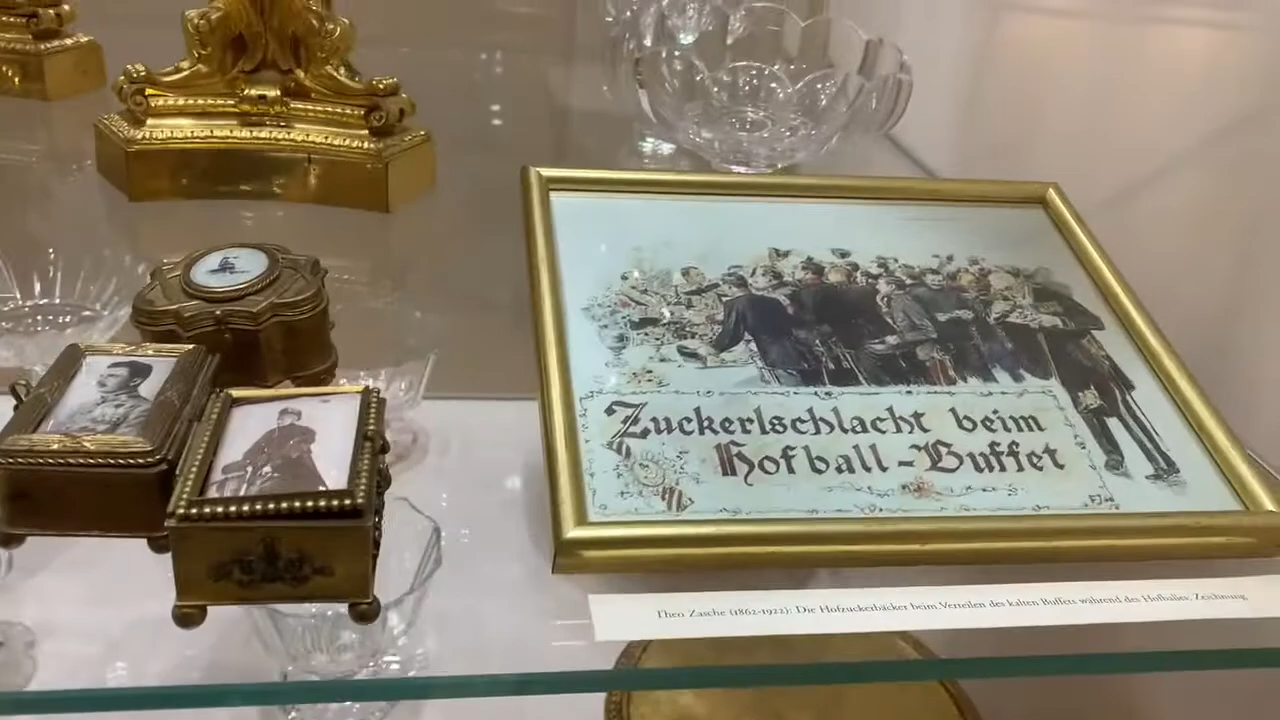 Zuckerlschlacht beim
Hofball-Buffet
Theo Zasche (1862-1922): Die Hofzuckerbäcker beim Verteilen des kalten Buffets während des Hofballes, Zeichnung